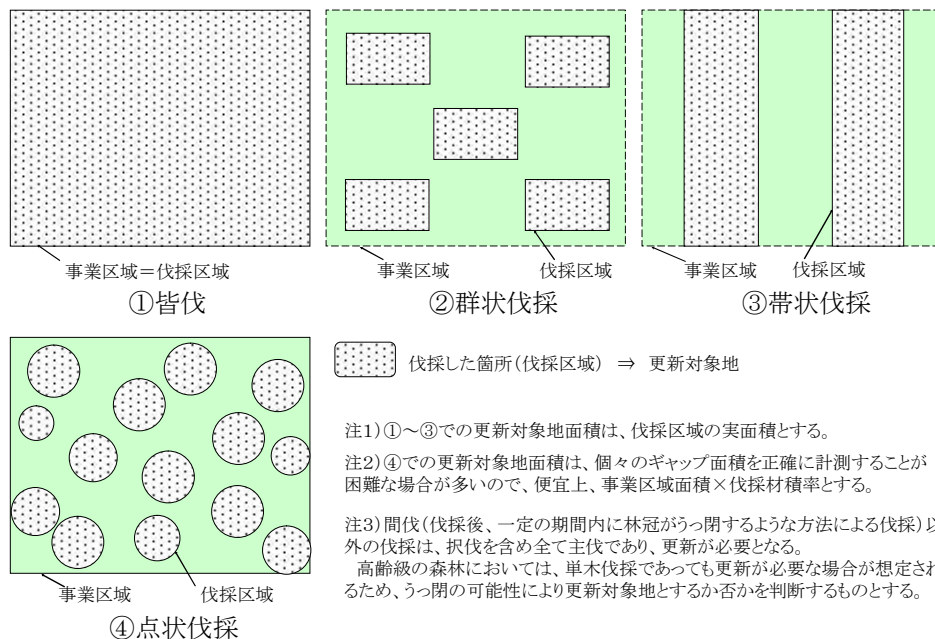 事業区域＝伐採区域
①皆伐
事業区域
伐採区域
②群状伐採
事業区域
伐採区域
③帯状伐採
事業区域
伐採区域
④点状伐採
伐採した箇所(伐採区域) ⇒ 更新対象地
注1)①～③での更新対象地面積は、伐採区域の実面積とする。
注2)④での更新対象地面積は、個々のギャップ面積を正確に計測することが
困難な場合が多いので、便宜上、事業区域面積×伐採材積率とする。
注3)間伐(伐採後、一定の期間内に林冠がうっ閉するような方法による伐採)以
外の伐採は、択伐を含め全て主伐であり、更新が必要となる。
高齢級の森林においては、単木伐採であっても更新が必要な場合が想定され
るため、うっ閉の可能性により更新対象地とするか否かを判断するものとする。